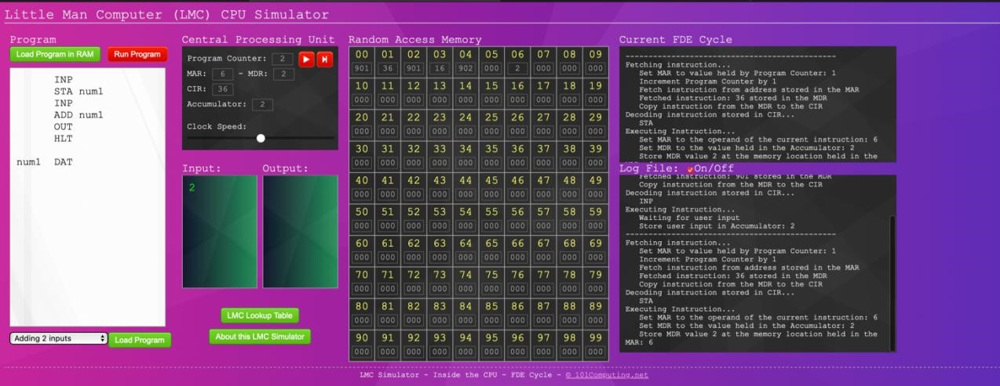 Little Man Computer (LMC) CPU Simulator
Program
Load Program in RAM Run Program
INP
STA num1
INP
ADD num1
OUT
HLT
num1 DAT
Adding 2 inputs Load Program
Central Processing Unit
Program Counter: 2
MAR: 6 - MDR: 2
CIR: 36
Accumulator: 2
Clock Speed:
Input: Output:
2
LMC Lookup Table
About this LMC Simulator
Random Access Memory
00 01 02 03 04 05 06 07 08 09
901 36 901 16 902 000 2 000 000 000
10 11 12 13 14 15 16 17 18 19
000 000 000 000 000 000 000 000 000 000
20 21 22 23 24 25 26 27 28 29
000 000 000 000 000 000 000 000 000 000
30 31 32 33 34 35 36 37 38 39
000 000 000 000 000 000 000 000 000 000
40 41 42 43 44 45 46 47 48 49
000 000 000 000 000 000 000 000 000 000
50 51 52 53 54 55 56 57 58 59
000 000 000 000 000 000 000 000 000 000
60 61 62 63 64 65 66 67 68 69
000 000 000 000 000 000 000 000 000 000
70 71 72 73 74 75 76 77 78 79
000 000 000 000 000 000 000 000 000 000
80 81 82 83 84 85 86 87 88 89
000 000 000 000 000 000 000 000 000 000
90 91 92 93 94 95 96 97 98 99
000 000 000 000 000 000 000 000 000 000
Current FDE Cycle
Fetching instruction...
Set MAR to value held by Program Counter: 1
Increment Program Counter by 1
Fetch instruction from address stored in the MAR
Fetched instruction: 36 stored in the MDR
Copy instruction from the MDR to the CIR
Decoding instruction stored in CIR...
STA
Executing Instruction...
Set MAR to the operand of the current instruction: 6
Set MDR to the value held in the Accumulator: 2
Store MDR value 2 at the memory location held in the
Log File: On/Off
Fetched instruction: 901 stored in the MDR
Copy instruction from the MDR to the CIR
Decoding instruction stored in CIR...
INP
Executing Instruction...
Waiting for user input
Store user input in Accumulator: 2
Fetching instruction...
Set MAR to value held by Program Counter: 1
Increment Program Counter by 1
Fetch instruction from address stored in the MAR
Fetched instruction: 36 stored in the MDR
Copy instruction from the MDR to the CIR
Decoding instruction stored in CIR...
STA
Executing Instruction...
Set MAR to the operand of the current instruction: 6
Set MDR to the value held in the Accumulator: 2
Store MDR value 2 at the memory location held in the
MAR: 6
LMC Simulator - Inside the CPU - FDE Cycle - © 101Computing.net